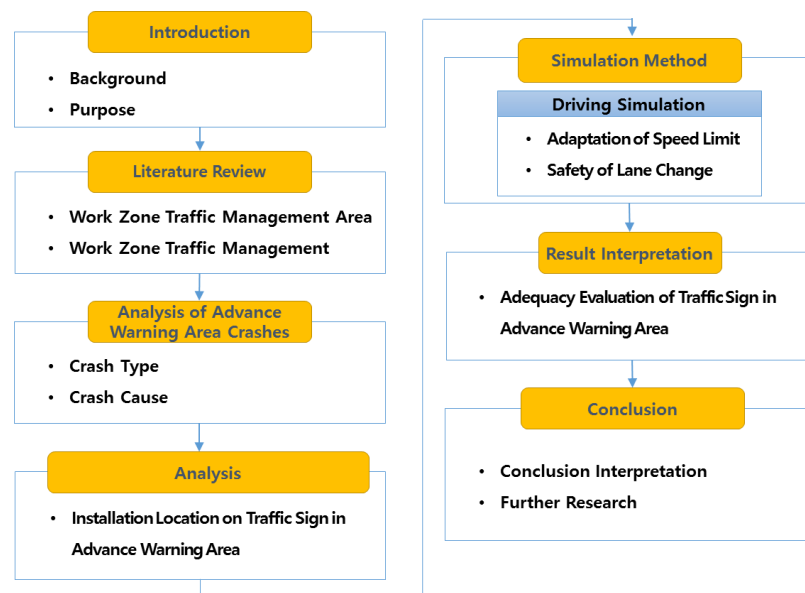 Introduction
• Background
• Purpose
Literature Review
• Work Zone Traffic Management Area
• Work Zone Traffic Management
Analysis of Advance
Warning Area Crashes
• Crash Type
• Crash Cause
Analysis
• Installation Location on Traffic Sign in
Advance Warning Area
Simulation Method
Driving Simulation
• Adaptation of Speed Limit
• Safety of Lane Change
Result Interpretation
• Adequacy Evaluation of Traffic Sign in
Advance Warning Area
Conclusion
• Conclusion Interpretation
• Further Research